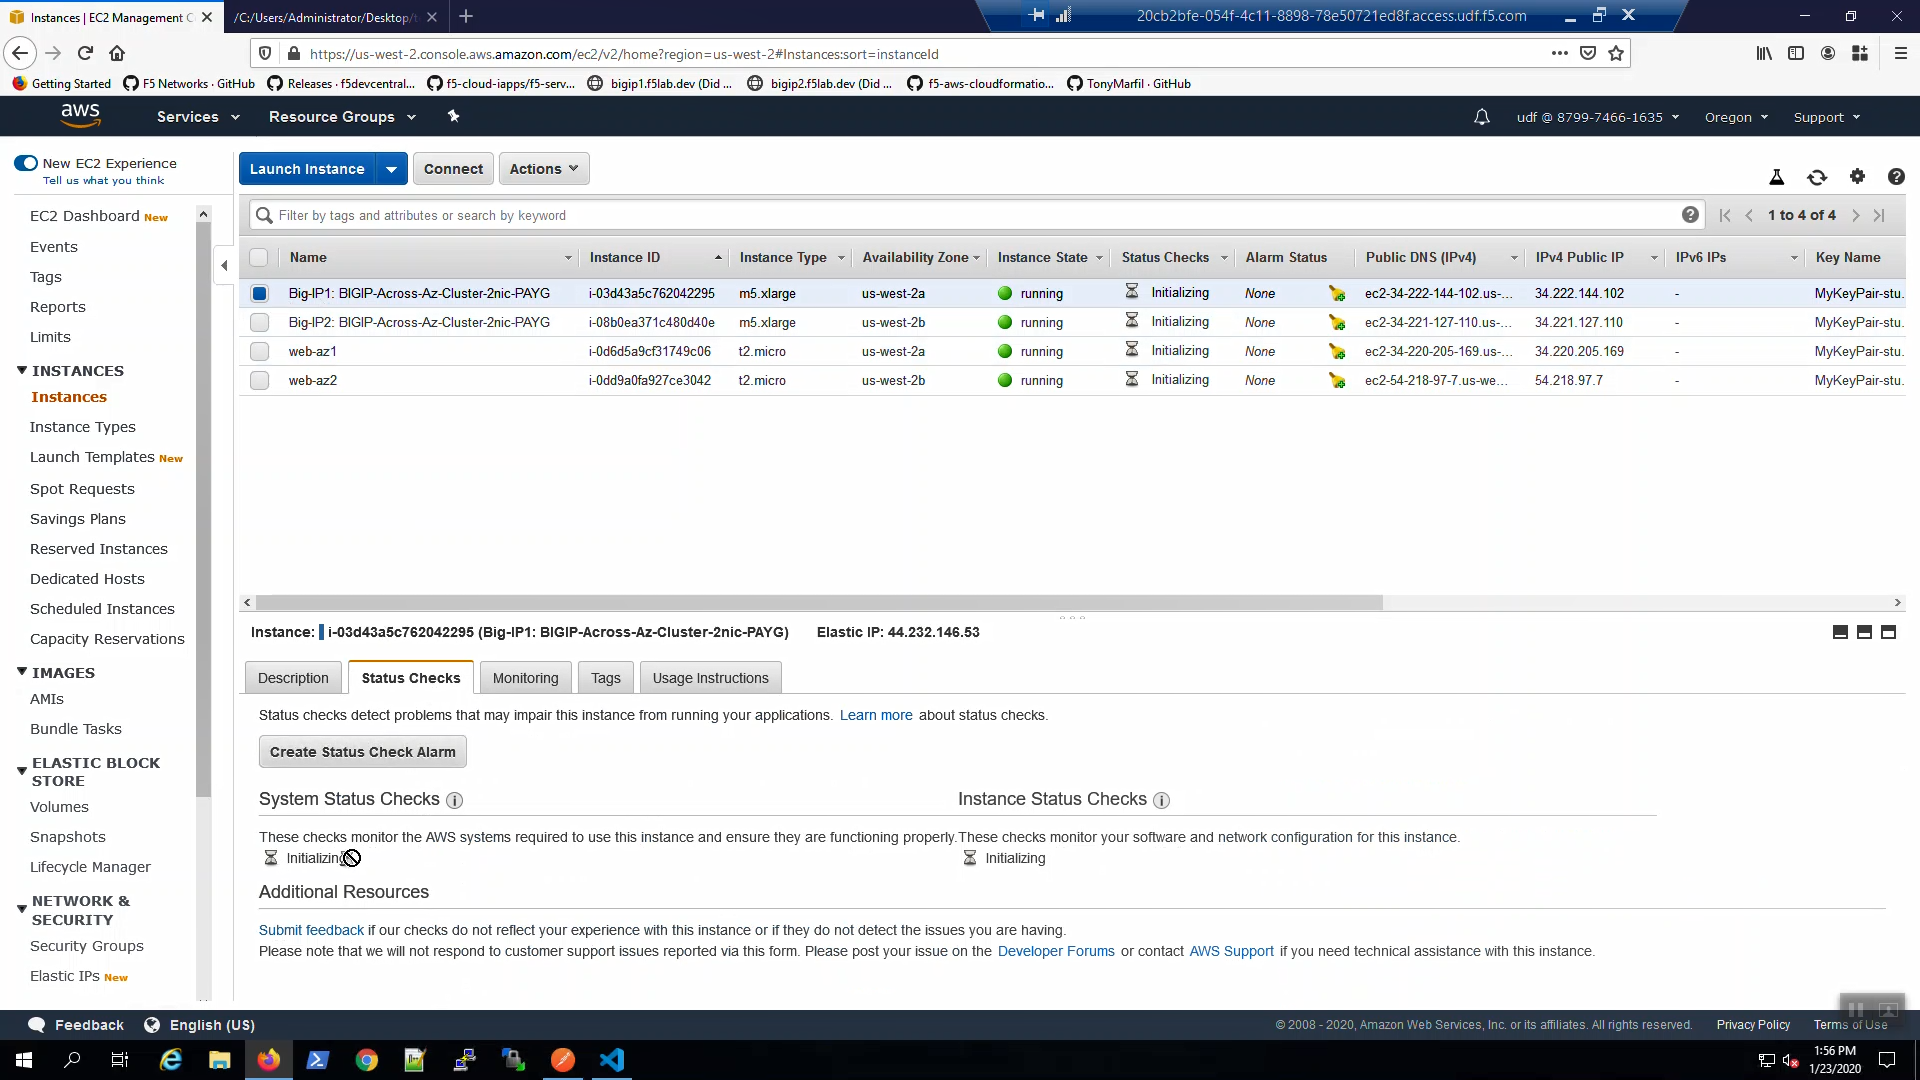 Instances | EC2 Management C
/C:/Users/Administrator/Desktop/t
20cb2bfe-054f-4c11-8898-78e50721ed8f.access.udf.f5.com
https://us-west-2.console.aws.amazon.com/ec2/v2/home?region=us-west-2#Instances:sort=instanceId
Getting Started F5 Networks · GitHub Releases · f5devcentral... f5-cloud-iapps/f5-serv... bigip1.f5lab.dev (Did ... bigip2.f5lab.dev (Did ... f5-aws-cloudformatio... TonyMarfil · GitHub
aws Services Resource Groups udf @ 8799-7466-1635 Oregon Support
New EC2 Experience
Tell us what you think
Launch Instance Connect Actions
EC2 Dashboard New
Events
Tags
Reports
Limits
INSTANCES
Instances
Instance Types
Launch Templates New
Spot Requests
Savings Plans
Reserved Instances
Dedicated Hosts
Scheduled Instances
Capacity Reservations
IMAGES
AMIs
Bundle Tasks
ELASTIC BLOCK
STORE
Volumes
Snapshots
Lifecycle Manager
NETWORK &
SECURITY
Security Groups
Elastic IPs New
Filter by tags and attributes or search by keyword 1 to 4 of 4
Name Instance ID Instance Type Availability Zone Instance State Status Checks Alarm Status Public DNS (IPv4) IPv4 Public IP IPv6 IPs Key Name
Big-IP1: BIGIP-Across-Az-Cluster-2nic-PAYG i-03d43a5c762042295 m5.xlarge us-west-2a running Initializing None ec2-34-222-144-102.us-... 34.222.144.102 - MyKeyPair-stu.
Big-IP2: BIGIP-Across-Az-Cluster-2nic-PAYG i-08b0ea371c480d40e m5.xlarge us-west-2b running Initializing None ec2-34-221-127-110.us-... 34.221.127.110 - MyKeyPair-stu.
web-az1 i-0d6d5a9cf31749c06 t2.micro us-west-2a running Initializing None ec2-34-220-205-169.us-... 34.220.205.169 - MyKeyPair-stu.
web-az2 i-0dd9a0fa927ce3042 t2.micro us-west-2b running Initializing None ec2-54-218-97-7.us-we... 54.218.97.7 - MyKeyPair-stu.
Instance: i-03d43a5c762042295 (Big-IP1: BIGIP-Across-Az-Cluster-2nic-PAYG) Elastic IP: 44.232.146.53
Description Status Checks Monitoring Tags Usage Instructions
Status checks detect problems that may impair this instance from running your applications. Learn more about status checks.
Create Status Check Alarm
System Status Checks Instance Status Checks
These checks monitor the AWS systems required to use this instance and ensure they are functioning properly. These checks monitor your software and network configuration for this instance.
Initializing Initializing
Additional Resources
Submit feedback if our checks do not reflect your experience with this instance or if they do not detect the issues you are having.
Please note that we will not respond to customer support issues reported via this form. Please post your issue on the Developer Forums or contact AWS Support if you need technical assistance with this instance.
Feedback English (US) © 2008 - 2020, Amazon Web Services, Inc. or its affiliates. All rights reserved. Privacy Policy Terms of Use
1:56 PM
1/23/2020